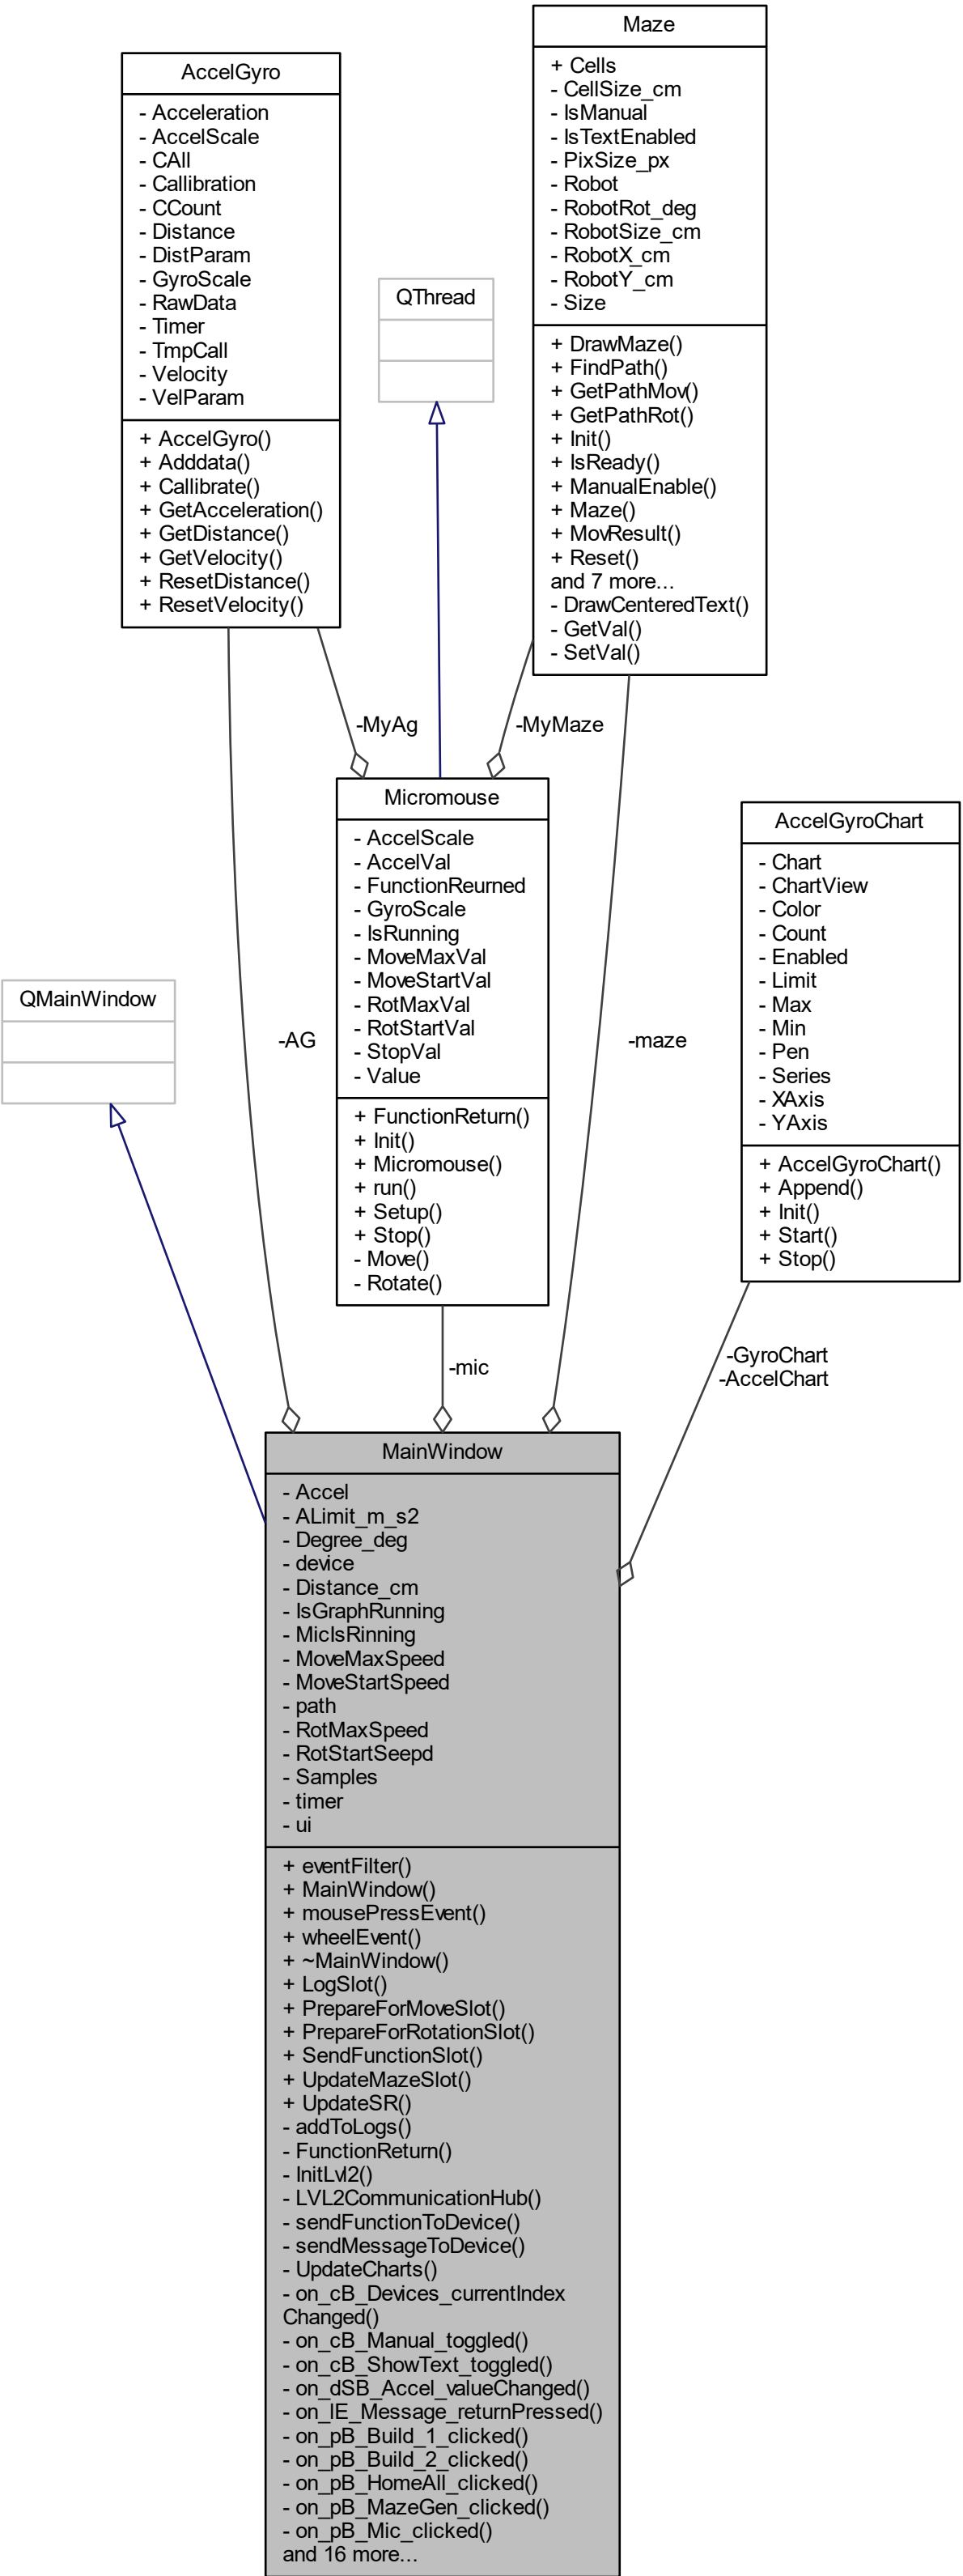 Maze
+ Cells
- CellSize_cm
- IsManual
- IsTextEnabled
- PixSize_px
- Robot
- RobotRot_deg
- RobotSize_cm
- RobotX_cm
- RobotY_cm
- Size
+ DrawMaze()
+ FindPath()
+ GetPathMov()
+ GetPathRot()
+ Init()
+ IsReady()
+ ManualEnable()
+ Maze()
+ MovResult()
+ Reset()
and 7 more...
- DrawCenteredText()
- GetVal()
- SetVal()
AccelGyro
- Acceleration
- AccelScale
- CAll
- Callibration
- CCount
- Distance
- DistParam
- GyroScale
- RawData
- Timer
- TmpCall
- Velocity
- VelParam
+ AccelGyro()
+ Adddata()
+ Callibrate()
+ GetAcceleration()
+ GetDistance()
+ GetVelocity()
+ ResetDistance()
+ ResetVelocity()
QThread
-MyAg
-MyMaze
Micromouse
- AccelScale
- AccelVal
- FunctionReurned
- GyroScale
- IsRunning
- MoveMaxVal
- MoveStartVal
- RotMaxVal
- RotStartVal
- StopVal
- Value
+ FunctionReturn()
+ Init()
+ Micromouse()
+ run()
+ Setup()
+ Stop()
- Move()
- Rotate()
AccelGyroChart
- Chart
- ChartView
- Color
- Count
- Enabled
- Limit
- Max
- Min
- Pen
- Series
- XAxis
- YAxis
+ AccelGyroChart()
+ Append()
+ Init()
+ Start()
+ Stop()
QMainWindow
-AG
-maze
-mic
-GyroChart
-AccelChart
MainWindow
- Accel
- ALimit_m_s2
- Degree_deg
- device
- Distance_cm
- IsGraphRunning
- MicIsRinning
- MoveMaxSpeed
- MoveStartSpeed
- path
- RotMaxSpeed
- RotStartSeepd
- Samples
- timer
- ui
+ eventFilter()
+ MainWindow()
+ mousePressEvent()
+ wheelEvent()
+ ~MainWindow()
+ LogSlot()
+ PrepareForMoveSlot()
+ PrepareForRotationSlot()
+ SendFunctionSlot()
+ UpdateMazeSlot()
+ UpdateSR()
- addToLogs()
- FunctionReturn()
- InitLvl2()
- LVL2CommunicationHub()
- sendFunctionToDevice()
- sendMessageToDevice()
- UpdateCharts()
- on_cB_Devices_currentIndex
Changed()
- on_cB_Manual_toggled()
- on_cB_ShowText_toggled()
- on_dSB_Accel_valueChanged()
- on_lE_Message_returnPressed()
- on_pB_Build_1_clicked()
- on_pB_Build_2_clicked()
- on_pB_HomeAll_clicked()
- on_pB_MazeGen_clicked()
- on_pB_Mic_clicked()
and 16 more...